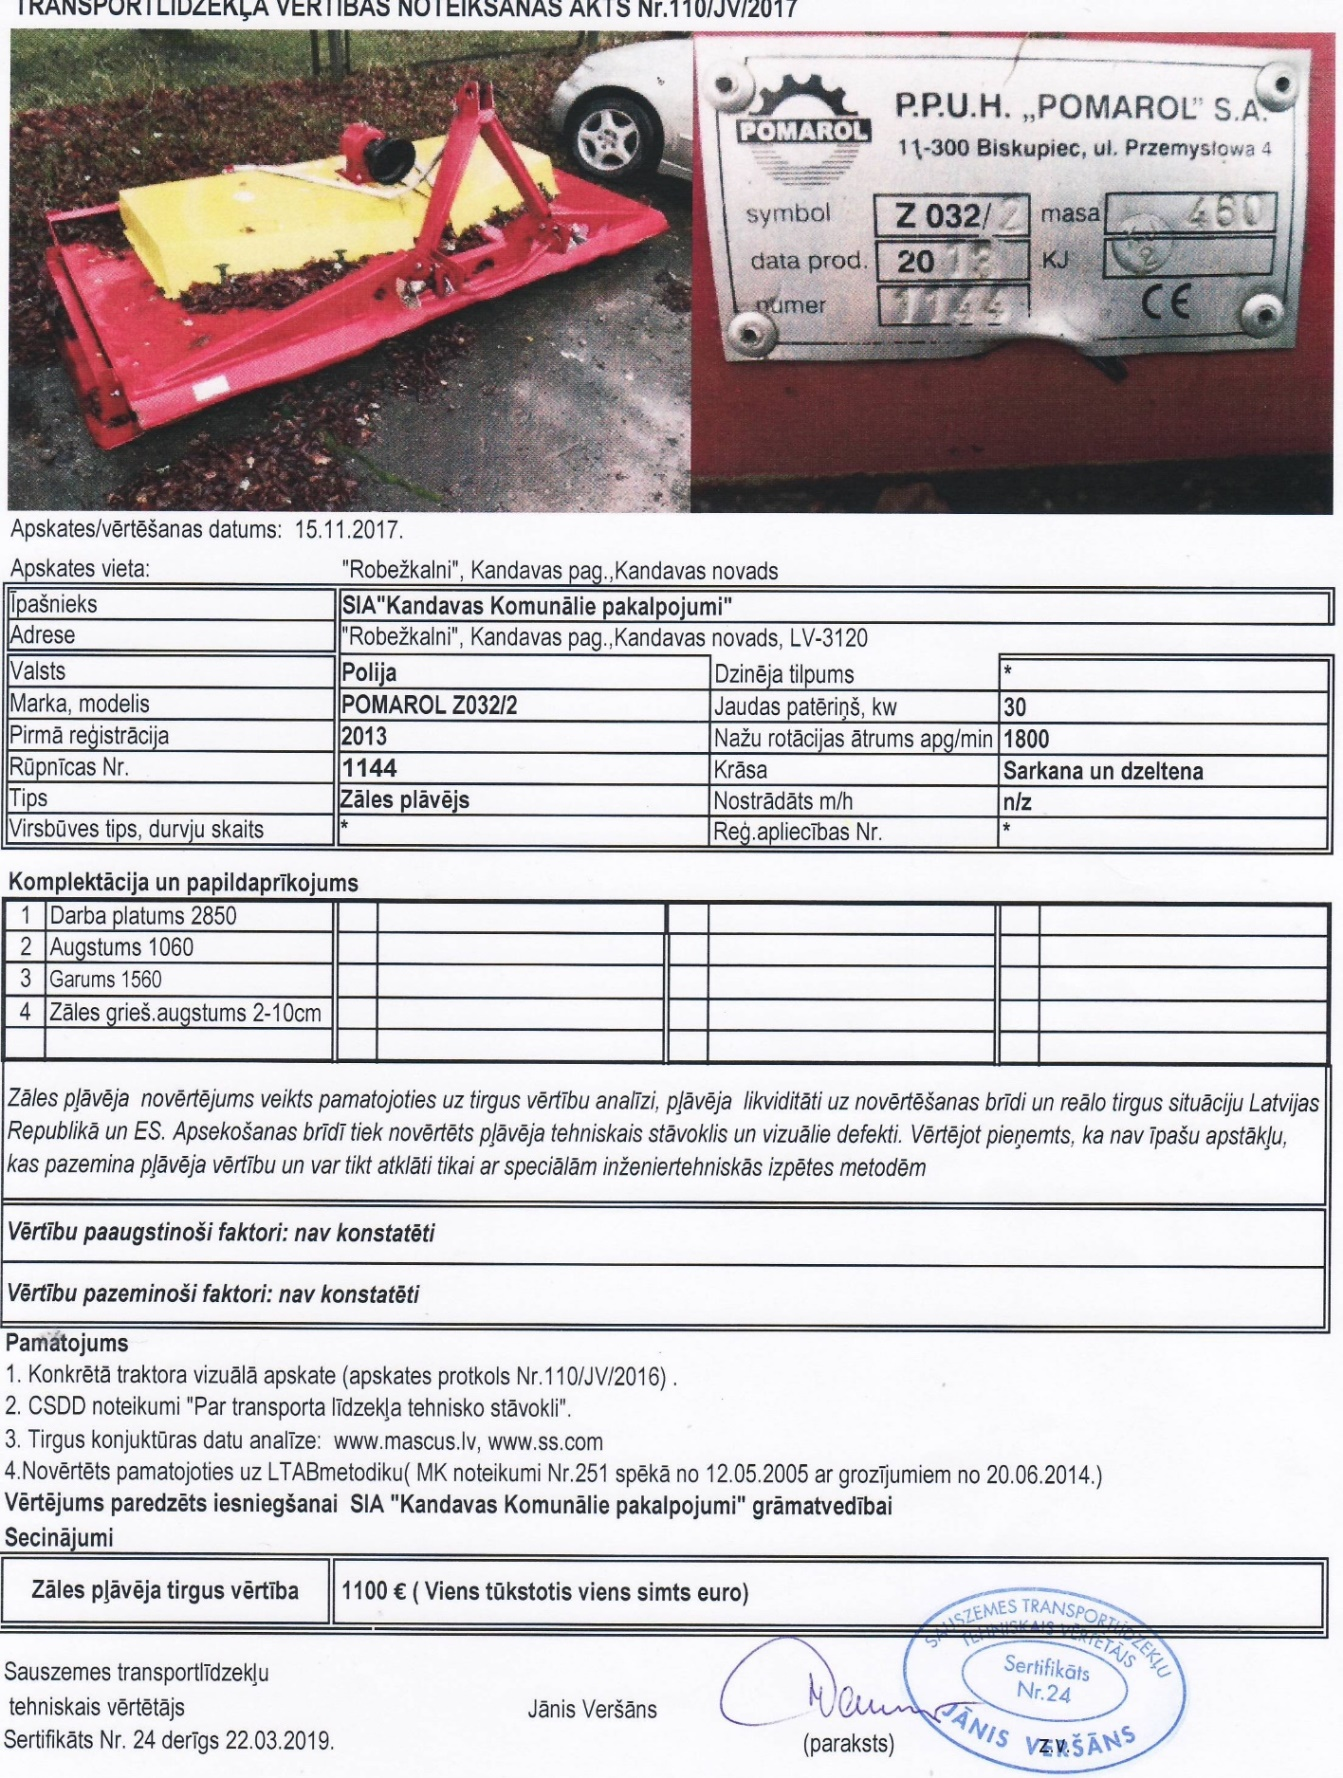 TRANSPORTLĪDZEKĻA VĒRTĪBAS NOTEIKŠANAS AKTS Nr.110/JV/2017
POMAROL
P.P.U.H. „POMAROL" S.A.
11-300 Biskupiec, ul. Przemysłowa 4
symbol Z 032/2 masa 460
data prod. 2013 KJ
numer 1144 CE
Apskates/vērtēšanas datums: 15.11.2017.
Apskates vieta: "Robežkalni", Kandavas pag.,Kandavas novads
Īpašnieks SIA"Kandavas Komunālie pakalpojumi"
Adrese "Robežkalni", Kandavas pag.,Kandavas novads, LV-3120
Valsts Polija Dzinēja tilpums *
Marka, modelis POMAROL Z032/2 Jaudas patēriņš, kw 30
Pirmā reģistrācija 2013 Nažu rotācijas ātrums apg/min 1800
Rūpnīcas Nr. 1144 Krāsa Sarkana un dzeltena
Tips Zāles plāvējs Nostrādāts m/h n/z
Virsbūves tips, durvju skaits * Reģ.apliecības Nr. *
Komplektācija un papildaprīkojums
1 Darba platums 2850
2 Augstums 1060
3 Garums 1560
4 Zāles grieš.augstums 2-10cm
Zāles pļāvēja novērtējums veikts pamatojoties uz tirgus vērtību analīzi, pļāvēja likviditāti uz novērtēšanas brīdi un reālo tirgus situāciju Latvijas
Republikā un ES. Apsekošanas brīdī tiek novērtēts pļāvēja tehniskais stāvoklis un vizuālie defekti. Vērtējot pieņemts, ka nav īpašu apstākļu,
kas pazemina pļāvēja vērtību un var tikt atklāti tikai ar speciālām inženiertehniskās izpētes metodēm
Vērtību paaugstinoši faktori: nav konstatēti
Vērtību pazeminoši faktori: nav konstatēti
Pamatojums
1. Konkrētā traktora vizuālā apskate (apskates protkols Nr.110/JV/2016) .
2. CSDD noteikumi "Par transporta līdzekļa tehnisko stāvokli".
3. Tirgus konjuktūras datu analīze: www.mascus.lv, www.ss.com
4.Novērtēts pamatojoties uz LTABmetodiku( MK noteikumi Nr.251 spēkā no 12.05.2005 ar grozījumiem no 20.06.2014.)
Vērtējums paredzēts iesniegšanai SIA "Kandavas Komunālie pakalpojumi" grāmatvedībai
Secinājumi
Zāles pļāvēja tirgus vērtība 1100 € ( Viens tūkstotis viens simts euro)
Sauszemes transportlīdzekļu
tehniskais vērtētājs Jānis Veršāns
Sertifikāts Nr. 24 derīgs 22.03.2019. (paraksts) z.v.
SAUSZEMES TRANSPORTLĪDZEKĻU
TEHNISKAIS VĒRTĒTĀJS
Sertifikāts
Nr.24
JĀNIS VERŠĀNS